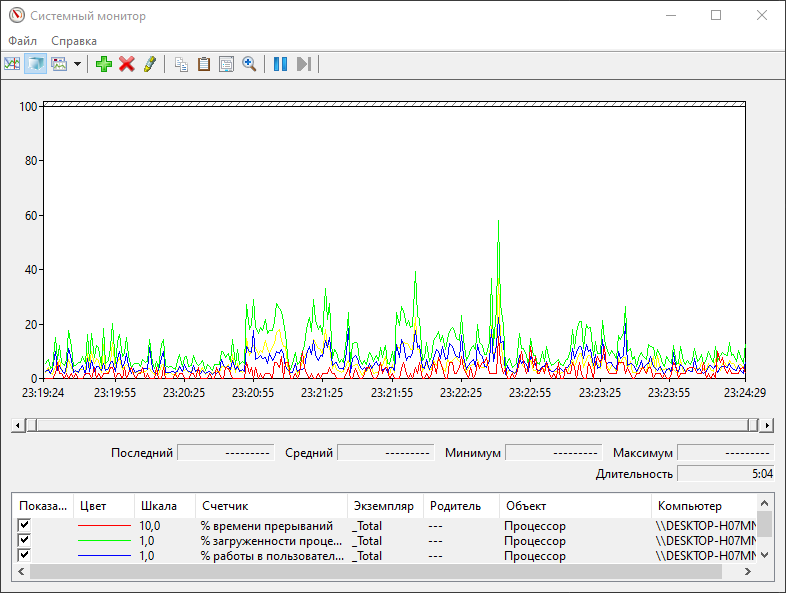 Системный монитор
Файл Справка
100
80
60
40
20
0
23:19:24 23:19:55 23:20:25 23:20:55 23:21:25 23:21:55 23:22:25 23:22:55 23:23:25 23:23:55 23:24:29
Последний ---------- Средний ---------- Минимум ---------- Максимум ----------
Длительность 5:04
Показа... Цвет Шкала Счетчик Экземпляр Родитель Объект Компьютер
10,0 % времени прерываний _Total --- Процессор \\DESKTOP-H07MN
1,0 % загруженности проце... _Total --- Процессор \\DESKTOP-H07MN
1,0 % работы в пользовател... _Total --- Процессор \\DESKTOP-H07MN